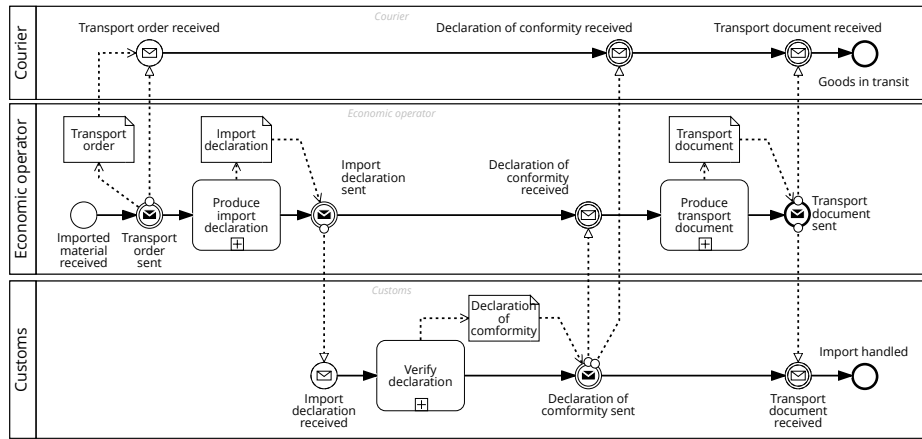 Courier
Courier
Transport order received
Declaration of conformity received
Transport document received
Goods in transit
Economic operator
Economic operator
Transport
order
Import
declaration
Transport
document
Import
declaration
sent
Declaration of
conformity
received
Produce
import
declaration
Produce
transport
document
Imported
material
received
Transport
order
sent
Transport
document
sent
Customs
Customs
Declaration
of
comformity
Verify
declaration
Import
declaration
received
Declaration of
comformity sent
Transport
document
received
Import handled